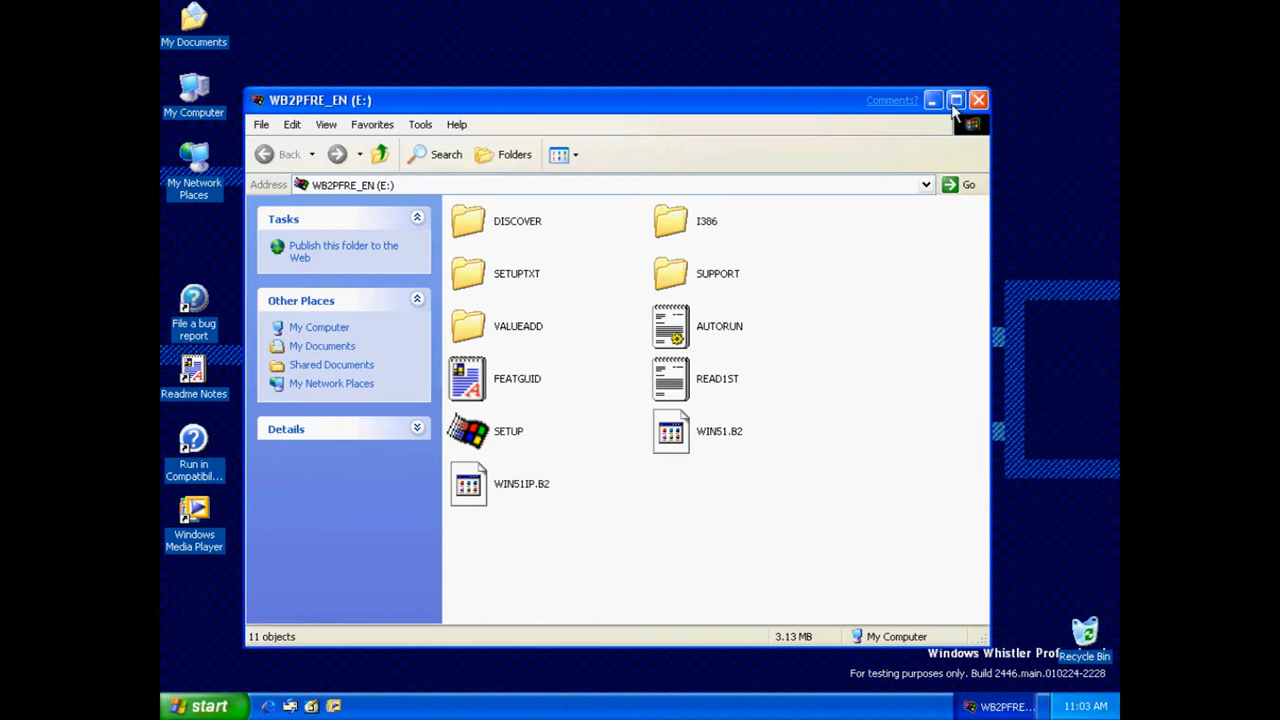 My Documents
My Computer
My Network
Places
File a bug
report
Readme Notes
Run in
Compatibil...
Windows
Media Player
WB2PFRE_EN (E:)
Comments?
File Edit View Favorites Tools Help
Back Search Folders
Address WB2PFRE_EN (E:) Go
Tasks
Publish this folder to the
Web
Other Places
My Computer
My Documents
Shared Documents
My Network Places
Details
DISCOVER I386
SETUPTXT SUPPORT
VALUEADD AUTORUN
FEATGUID READ1ST
SETUP WIN51.B2
WIN51IP.B2
11 objects 3.13 MB My Computer
Recycle Bin
Windows Whistler
For testing purposes only. Build 2446.main.010224-2228
start WB2PFRE... 11:03 AM